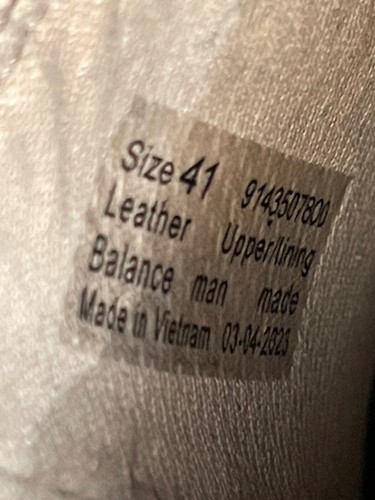 Size 41 9143507800
Leather Upper/lining
Balance man made
Made in Vietnam 03-04-2023